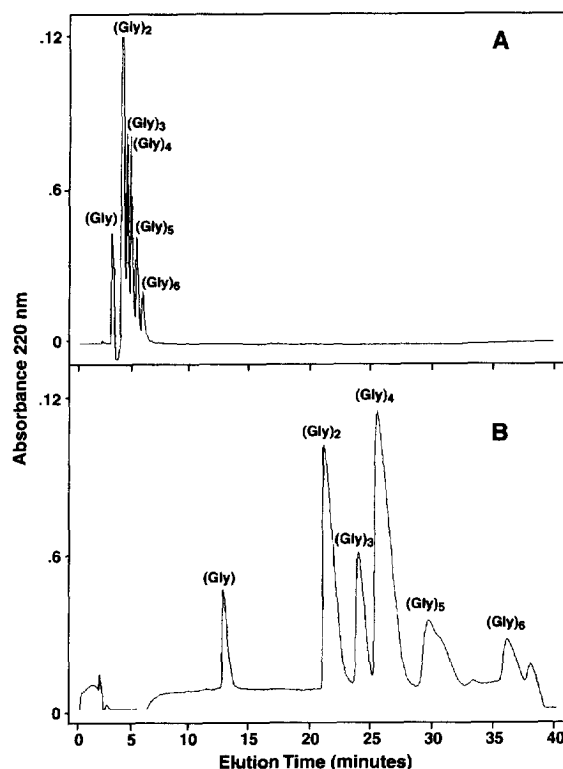 A
B
Absorbance 220 nm
.12
.6
0
(Gly)
(Gly)2
(Gly)3
(Gly)4
(Gly)5
(Gly)6
.12
.6
0
(Gly)
(Gly)2
(Gly)3
(Gly)4
(Gly)5
(Gly)6
0 5 10 15 20 25 30 35 40
Elution Time (minutes)